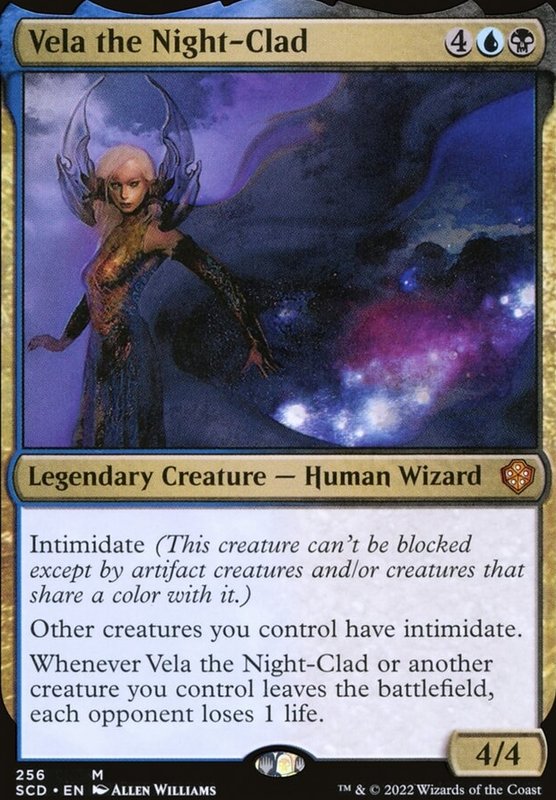 Vela the Night-Clad 4
Legendary Creature — Human Wizard
Intimidate (This creature can't be blocked
except by artifact creatures and/or creatures that
share a color with it.)
Other creatures you control have intimidate.
Whenever Vela the Night-Clad or another
creature you control leaves the battlefield,
each opponent loses 1 life.
4/4
256 M
SCD • EN ALLEN WILLIAMS
™ & © 2022 Wizards of the Coast